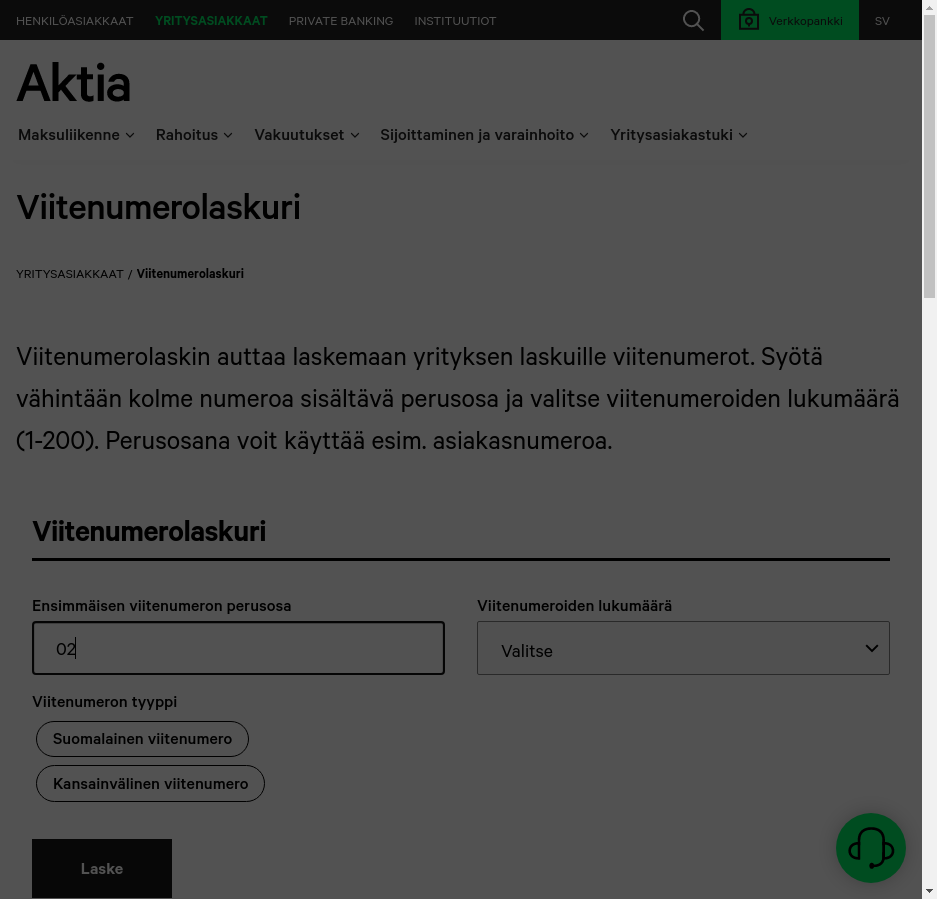 HENKILÖASIAKKAAT YRITYSASIAKKAAT PRIVATE BANKING INSTITUUTIOT Verkkopankki SV
Aktia
Maksuliikenne Rahoitus Vakuutukset Sijoittaminen ja varainhoito Yritysasiakastuki
Viitenumerolaskuri
YRITYSASIAKKAAT / Viitenumerolaskuri
Viitenumerolaskin auttaa laskemaan yrityksen laskuille viitenumerot. Syötä
vähintään kolme numeroa sisältävä perusosa ja valitse viitenumeroiden lukumäärä
(1-200). Perusosana voit käyttää esim. asiakasnumeroa.
Viitenumerolaskuri
Ensimmäisen viitenumeron perusosa Viitenumeroiden lukumäärä
02 Valitse
Viitenumeron tyyppi
Suomalainen viitenumero
Kansainvälinen viitenumero
Laske